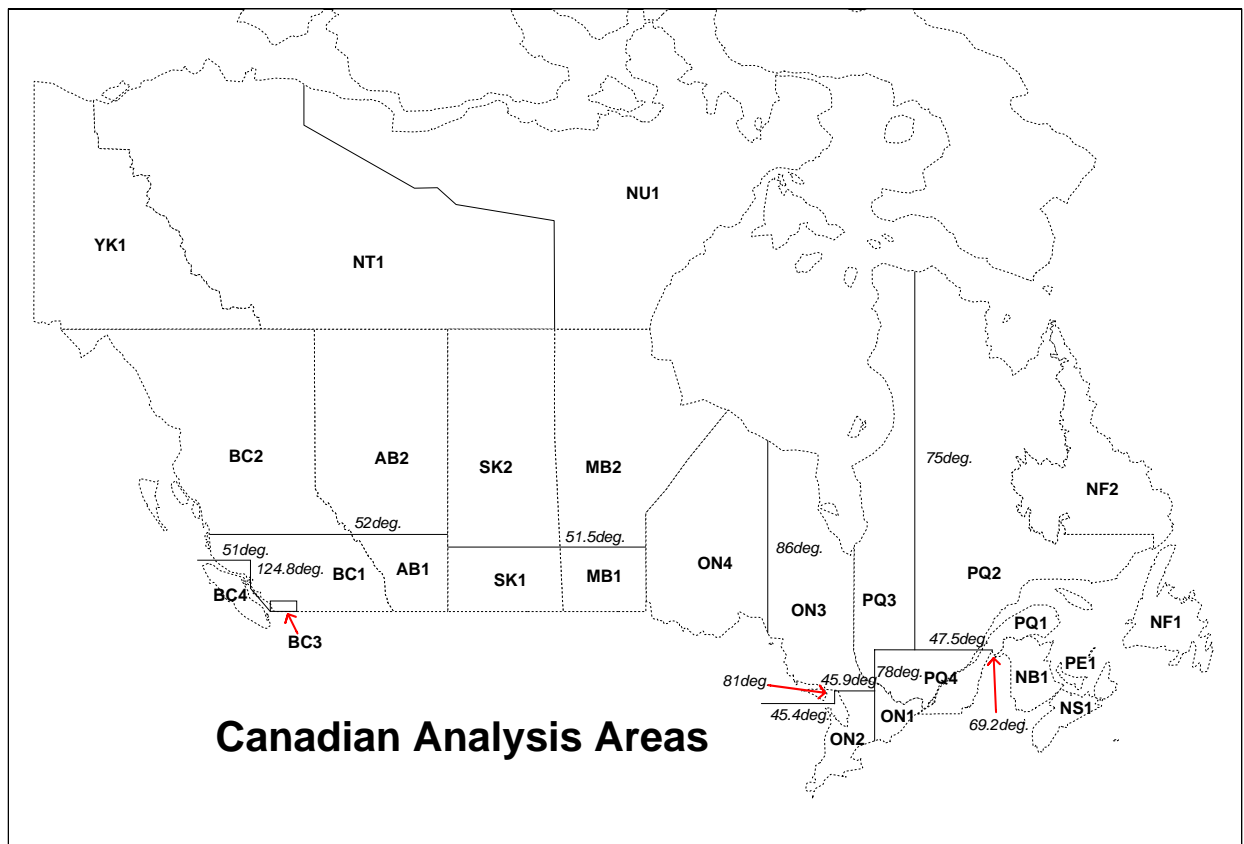 NU1
YK1
NT1
BC2
AB2
SK2
MB2
75deg.
NF2
52deg.
51.5deg.
51deg.
124.8deg.
BC1
AB1
SK1
MB1
ON4
86deg.
PQ2
BC4
ON3
PQ3
PQ1
NF1
BC3
47.5deg.
PE1
81deg
45.9deg.
78deg.
PQ4
NB1
45.4deg.
ON1
NS1
69.2deg.
ON2
Canadian Analysis Areas